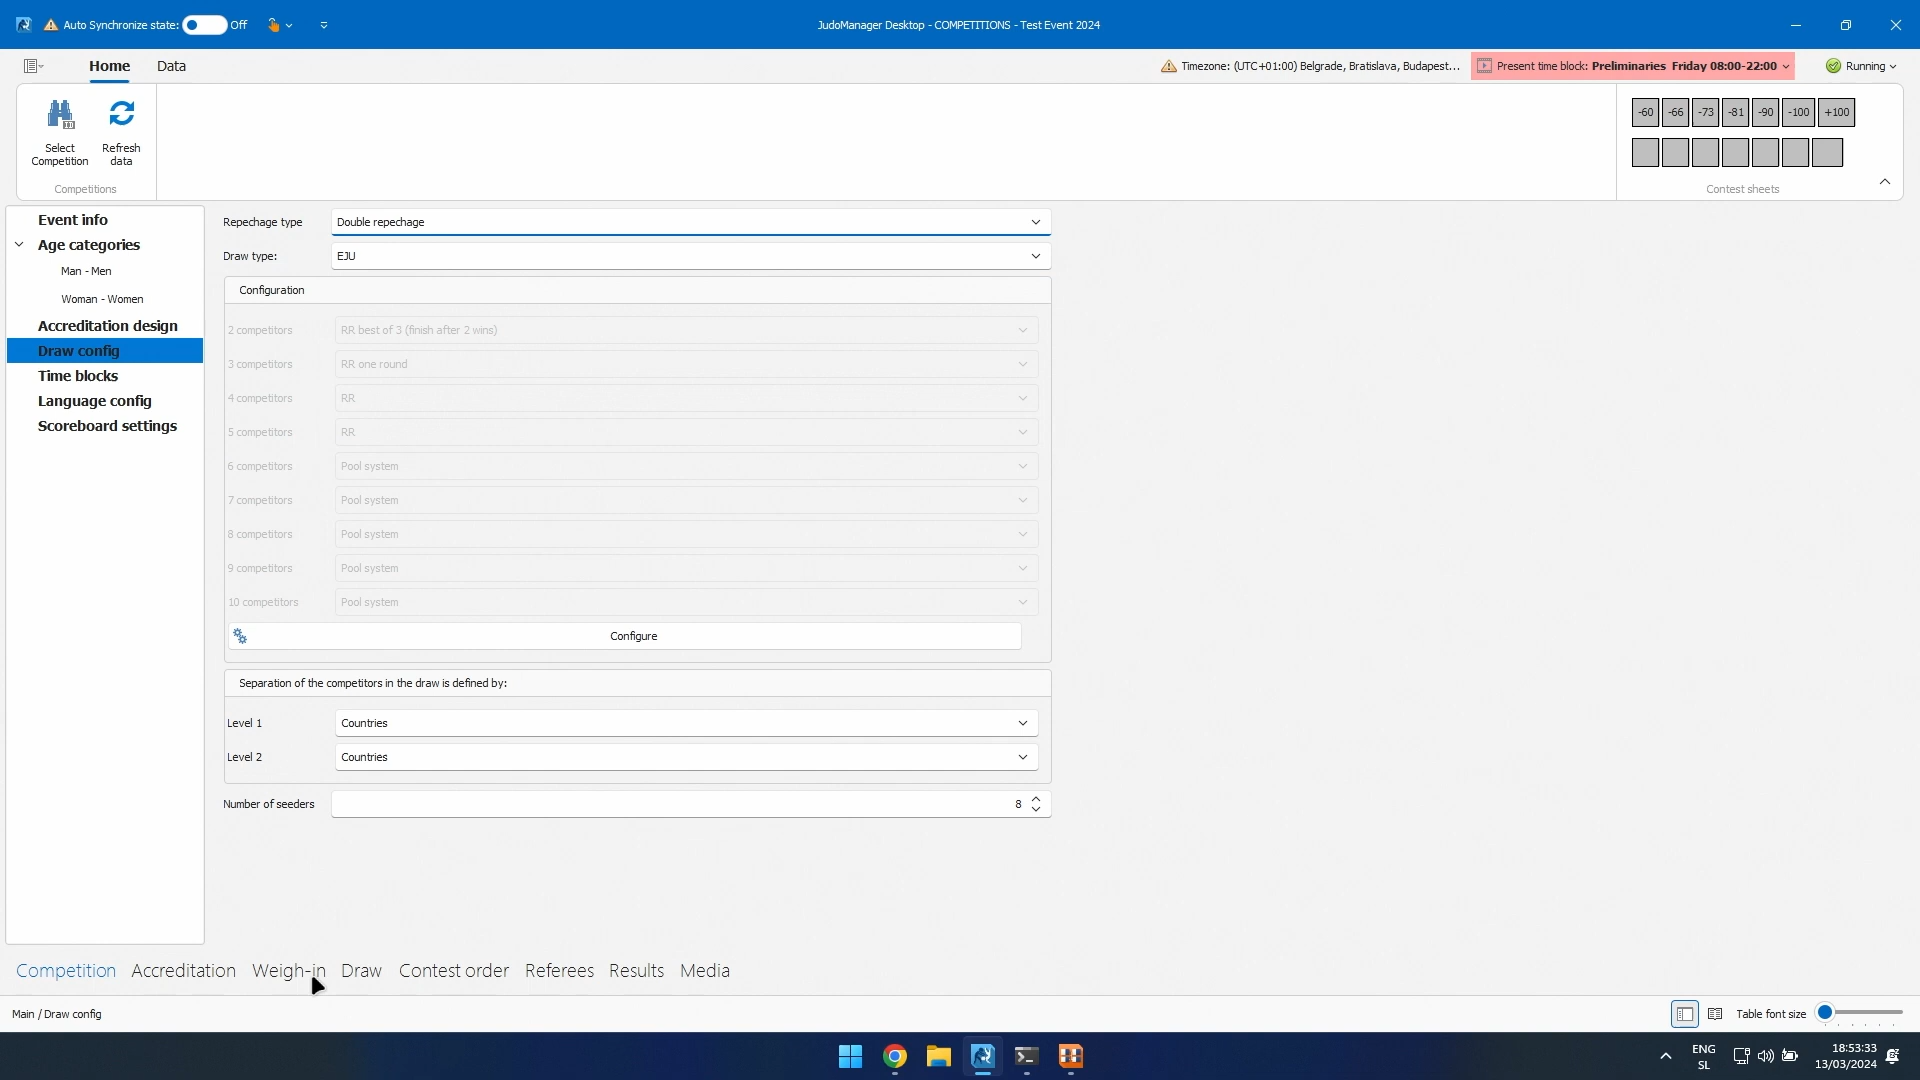 Auto Synchronize state: Off
JudoManager Desktop - COMPETITIONS - Test Event 2024
Home Data
Timezone: (UTC+01:00) Belgrade, Bratislava, Budapest...
Present time block: Preliminaries Friday 08:00-22:00
Running
Select Competition
Refresh data
Competitions
-60 -66 -73 -81 -90 -100 +100
Contest sheets
Event info
Age categories
Man - Men
Woman - Women
Accreditation design
Draw config
Time blocks
Language config
Scoreboard settings
Repechage type Double repechage
Draw type: EJU
Configuration
2 competitors RR best of 3 (finish after 2 wins)
3 competitors RR one round
4 competitors RR
5 competitors RR
6 competitors Pool system
7 competitors Pool system
8 competitors Pool system
9 competitors Pool system
10 competitors Pool system
Configure
Separation of the competitors in the draw is defined by:
Level 1 Countries
Level 2 Countries
Number of seeders 8
Competition Accreditation Weigh-in Draw Contest order Referees Results Media
Main / Draw config
Table font size
ENG
SL
18:53:33
13/03/2024